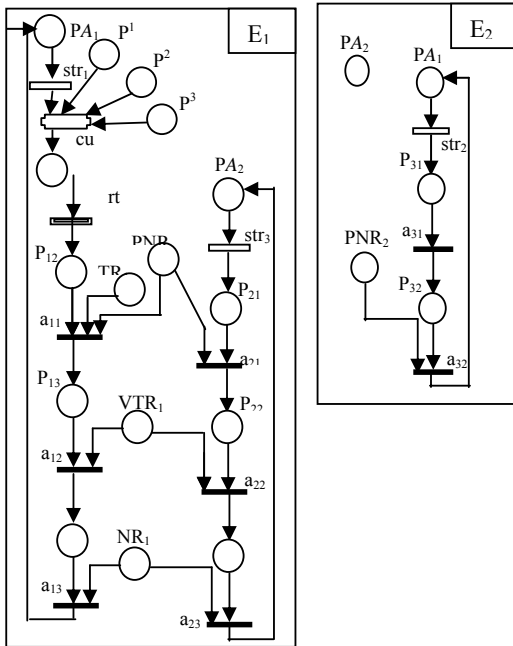 E₁
PA₁
P¹
P²
P³
str₁
cu
rt
P₁₂
TR
PNR
a₁₁
P₁₃
VTR₁
a₁₂
NR₁
a₁₃
PA₂
str₃
P₂₁
a₂₁
P₂₂
a₂₂
a₂₃
E₂
PA₂
PA₁
str₂
P₃₁
a₃₁
PNR₂
P₃₂
a₃₂